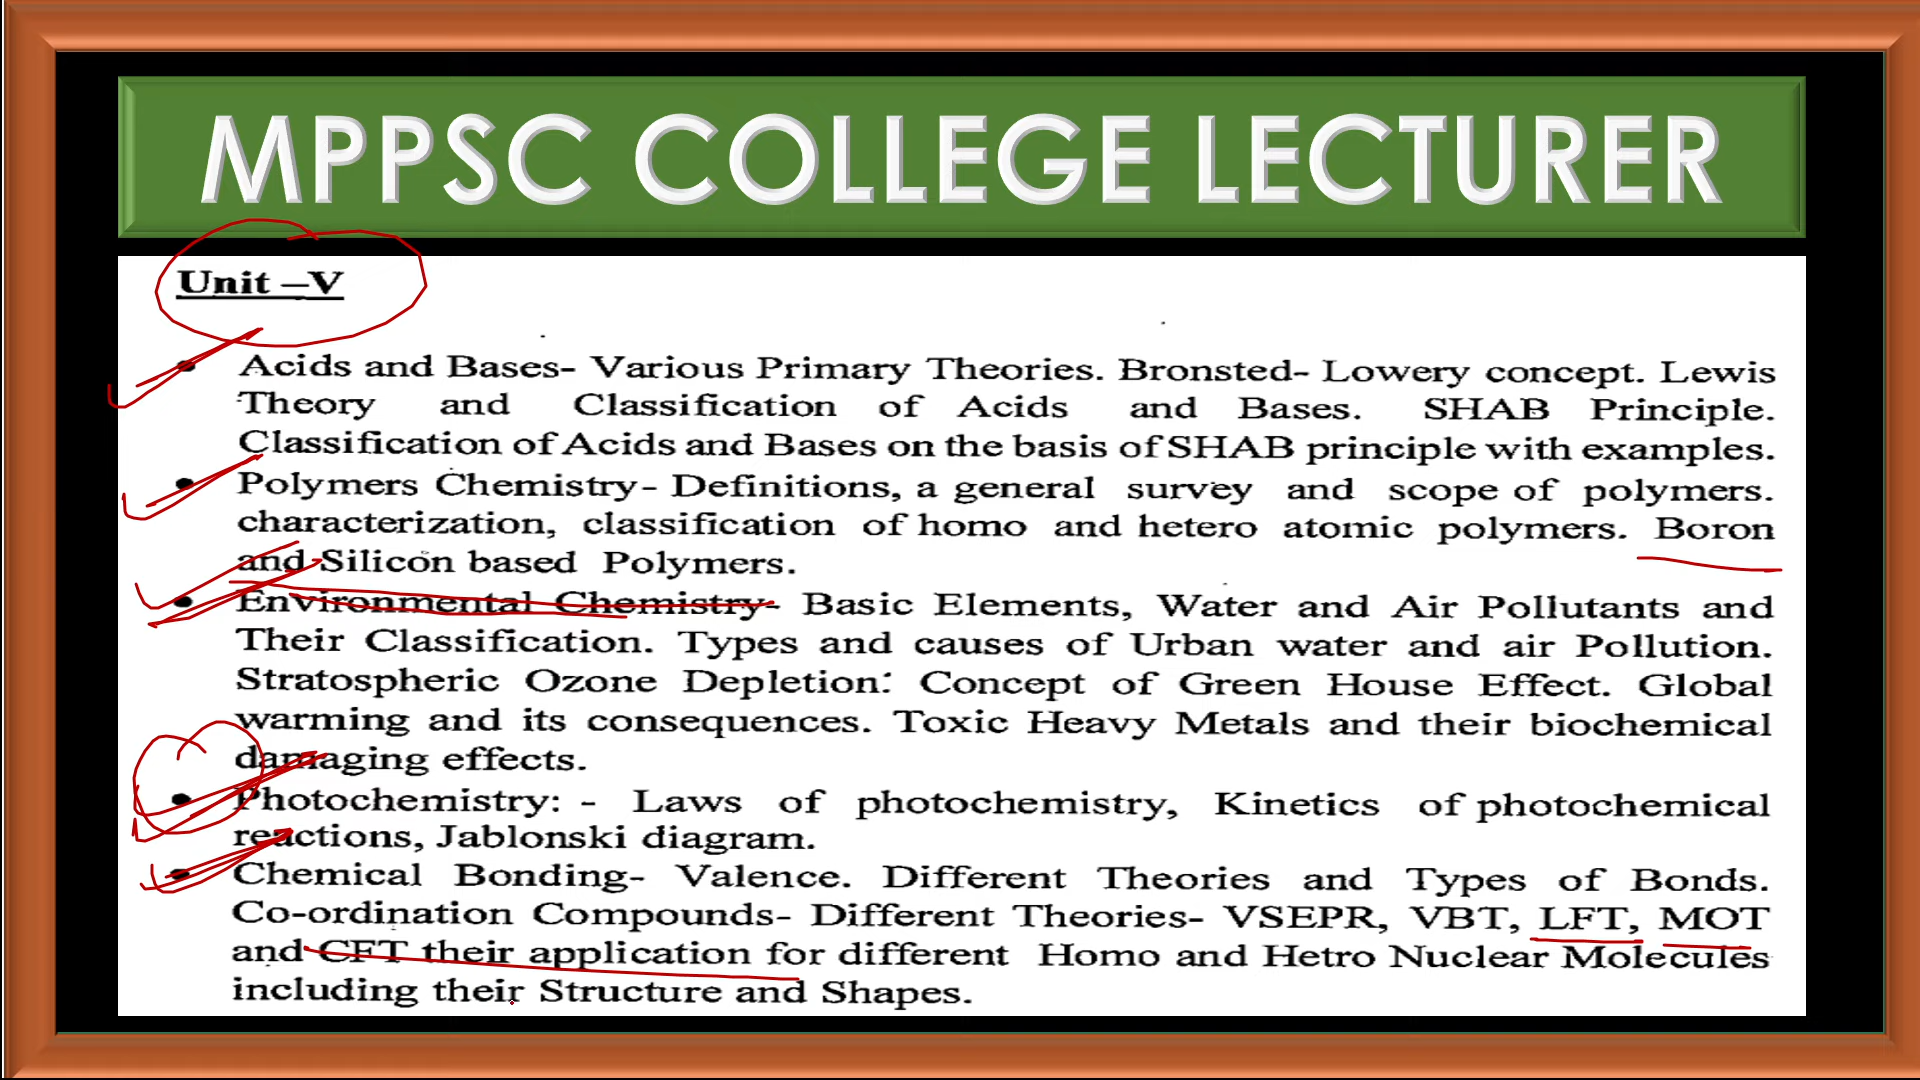 MPPSC COLLEGE LECTURER
Unit –V
• Acids and Bases- Various Primary Theories. Bronsted- Lowery concept. Lewis
Theory and Classification of Acids and Bases. SHAB Principle.
Classification of Acids and Bases on the basis of SHAB principle with examples.
• Polymers Chemistry- Definitions, a general survey and scope of polymers.
characterization, classification of homo and hetero atomic polymers. Boron
and Silicon based Polymers.
• Environmental Chemistry- Basic Elements, Water and Air Pollutants and
Their Classification. Types and causes of Urban water and air Pollution.
Stratospheric Ozone Depletion: Concept of Green House Effect. Global
warming and its consequences. Toxic Heavy Metals and their biochemical
damaging effects.
• Photochemistry: - Laws of photochemistry, Kinetics of photochemical
reactions, Jablonski diagram.
• Chemical Bonding- Valence. Different Theories and Types of Bonds.
Co-ordination Compounds- Different Theories- VSEPR, VBT, LFT, MOT
and CFT their application for different Homo and Hetro Nuclear Molecules
including their Structure and Shapes.